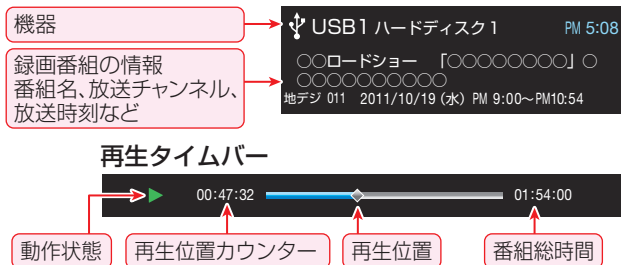 機器
USB1 ハードディスク1 PM 5:08
録画番組の情報
番組名、放送チャンネル、
放送時刻など
○○ロードショー 「○○○○○○○○」○
○○○○○○○○○○
地デジ 011 2011/10/19 (水) PM 9:00～PM10:54
再生タイムバー
00:47:32 01:54:00
動作状態 再生位置カウンター 再生位置 番組総時間